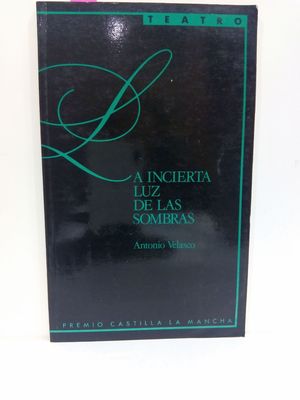 TEATRO
LA INCIERTA
LUZ
DE LAS
SOMBRAS
Antonio Velasco
PREMIO CASTILLA LA MANCHA